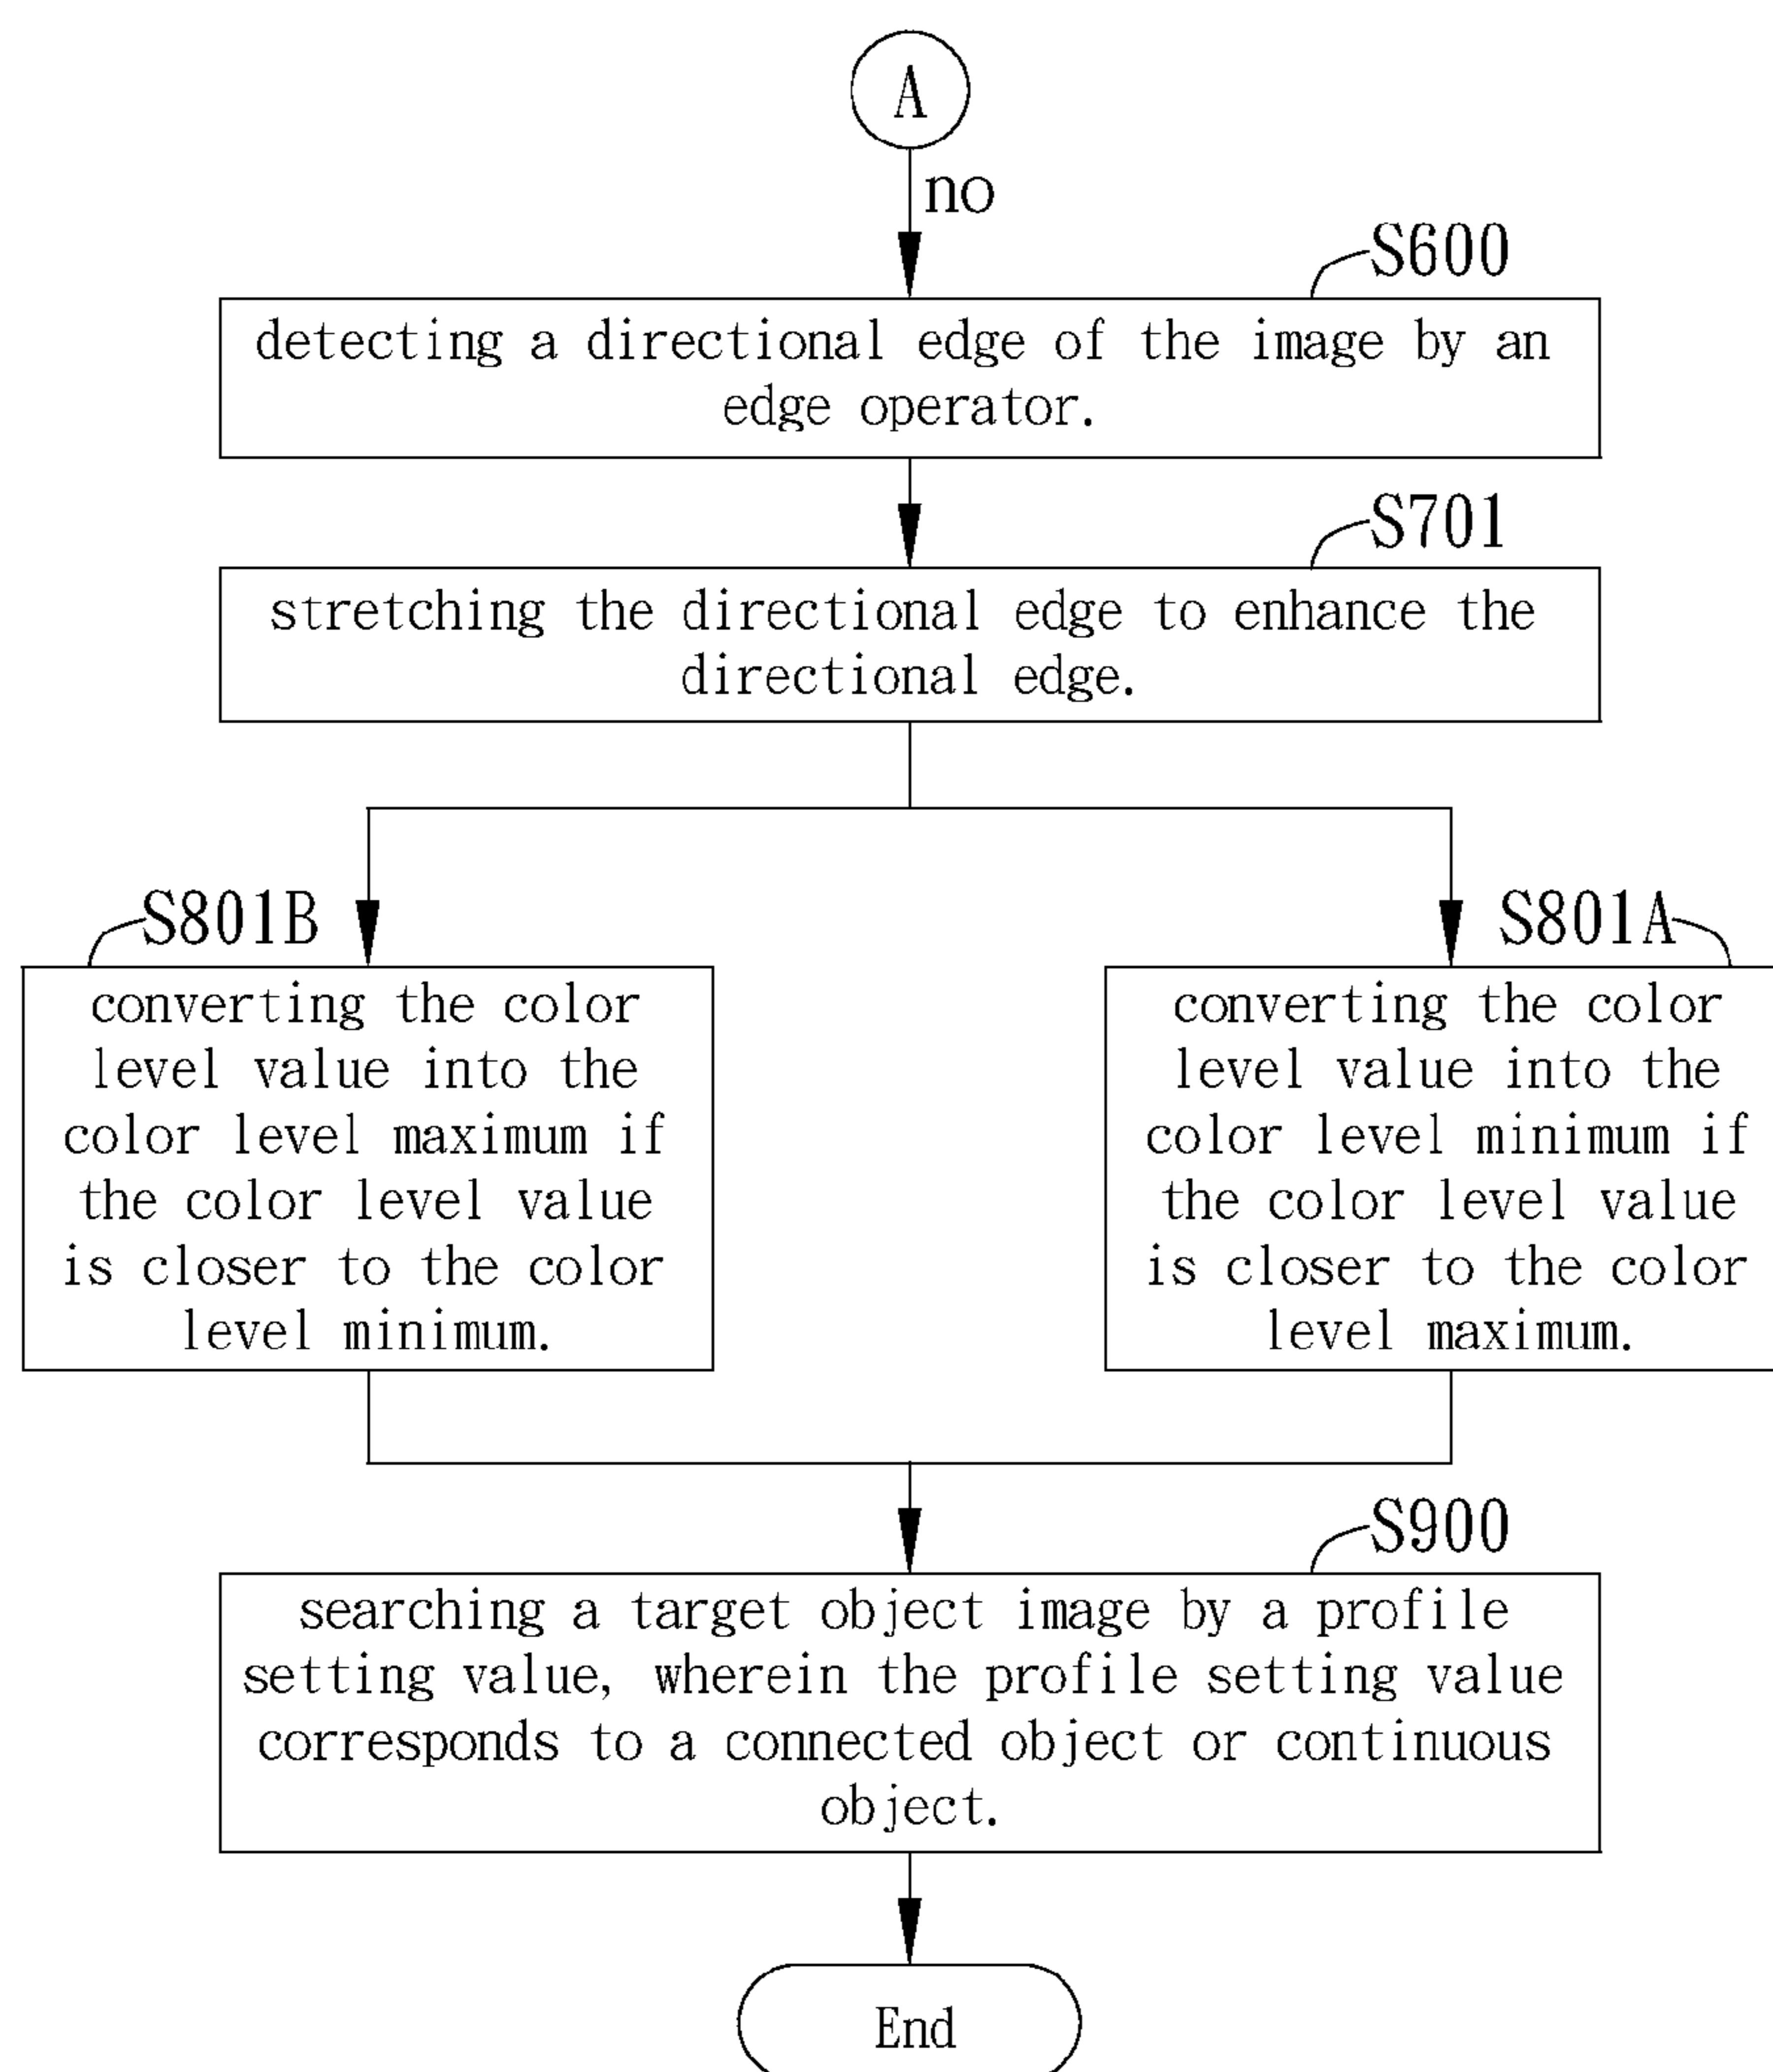 A
no
S600
detecting a directional edge of the image by an
edge operator.
S701
stretching the directional edge to enhance the
directional edge.
S801B
converting the color
level value into the
color level maximum if
the color level value
is closer to the color
level minimum.
S801A
converting the color
level value into the
color level minimum if
the color level value
is closer to the color
level maximum.
S900
searching a target object image by a profile
setting value, wherein the profile setting value
corresponds to a connected object or continuous
object.
End